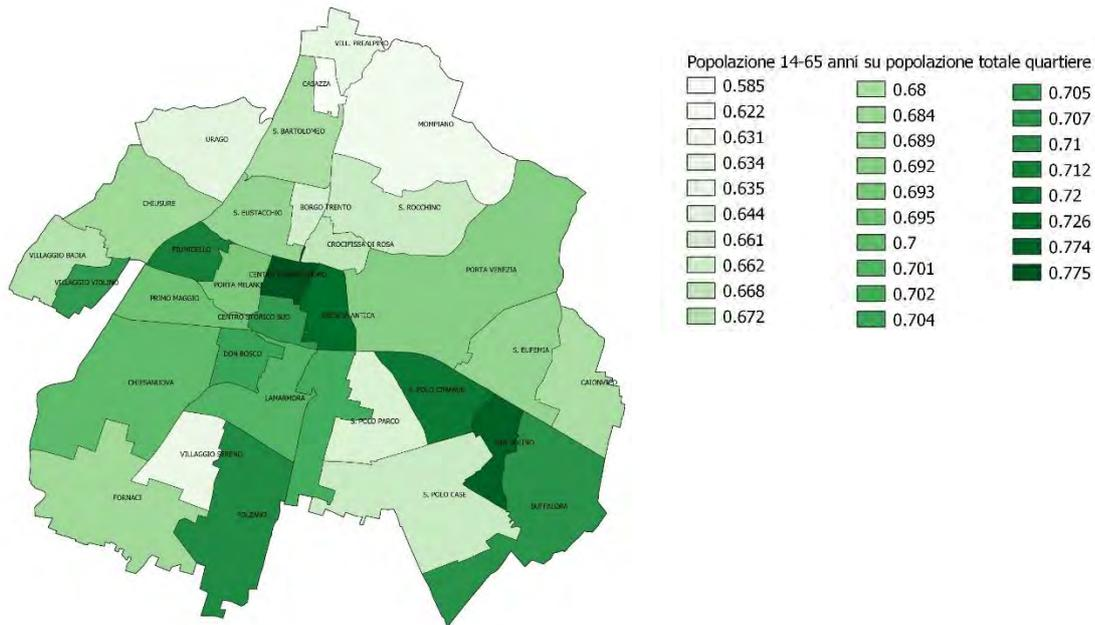 VILL. PREALPINO
CASAZZA
MOMPIANO
URAGO
S. BARTOLOMEO
CHIUSURE
S. EUSTACCHIO
BORGO TRENTO
S. ROCCHINO
CROCIFISSA DI ROSA
FIUMICELLO
VILLAGGIO BADIA
VILLAGGIO VIOLINO
PORTA MILANO
PORTA VENEZIA
PRIMO MAGGIO
CENTRO STORICO SUD
BRESCIA ANTICA
DON BOSCO
S. EUFEMIA
CAIONVICO
CHIESANUOVA
LAMARMORA
S. POLO CIMABUE
S. POLO PARCO
VILLAGGIO SERENO
FORNACI
FOLZANO
S. POLO CASE
BUFFALORA
Popolazione 14-65 anni su popolazione totale quartiere
0.585
0.622
0.631
0.634
0.635
0.644
0.661
0.662
0.668
0.672
0.68
0.684
0.689
0.692
0.693
0.695
0.7
0.701
0.702
0.704
0.705
0.707
0.71
0.712
0.72
0.726
0.774
0.775